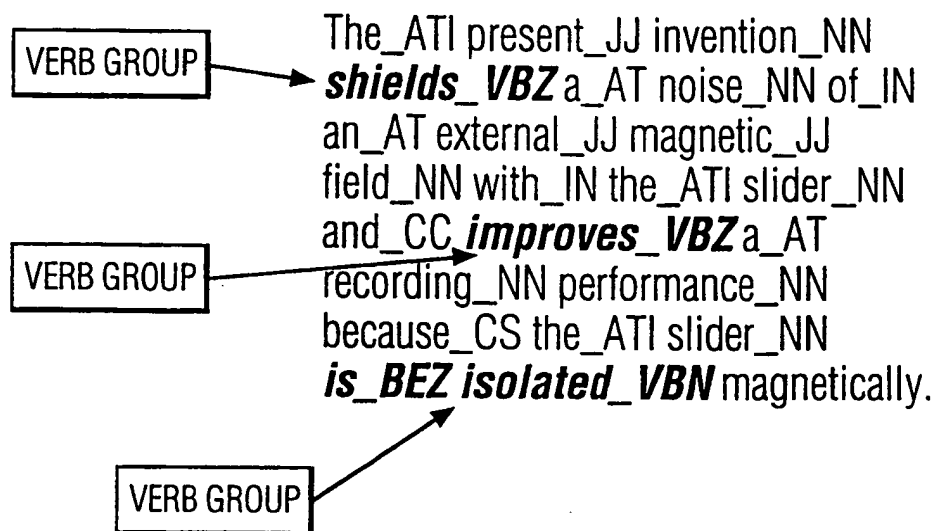 VERB GROUP
The_ATI present_JJ invention_NN
shields_VBZ a_AT noise_NN of_IN
an_AT external_JJ magnetic_JJ
field_NN with_IN the_ATI slider_NN
and_CC improves_VBZ a_AT
VERB GROUP
recording_NN performance_NN
because_CS the_ATI slider_NN
is_BEZ isolated_VBN magnetically.
VERB GROUP